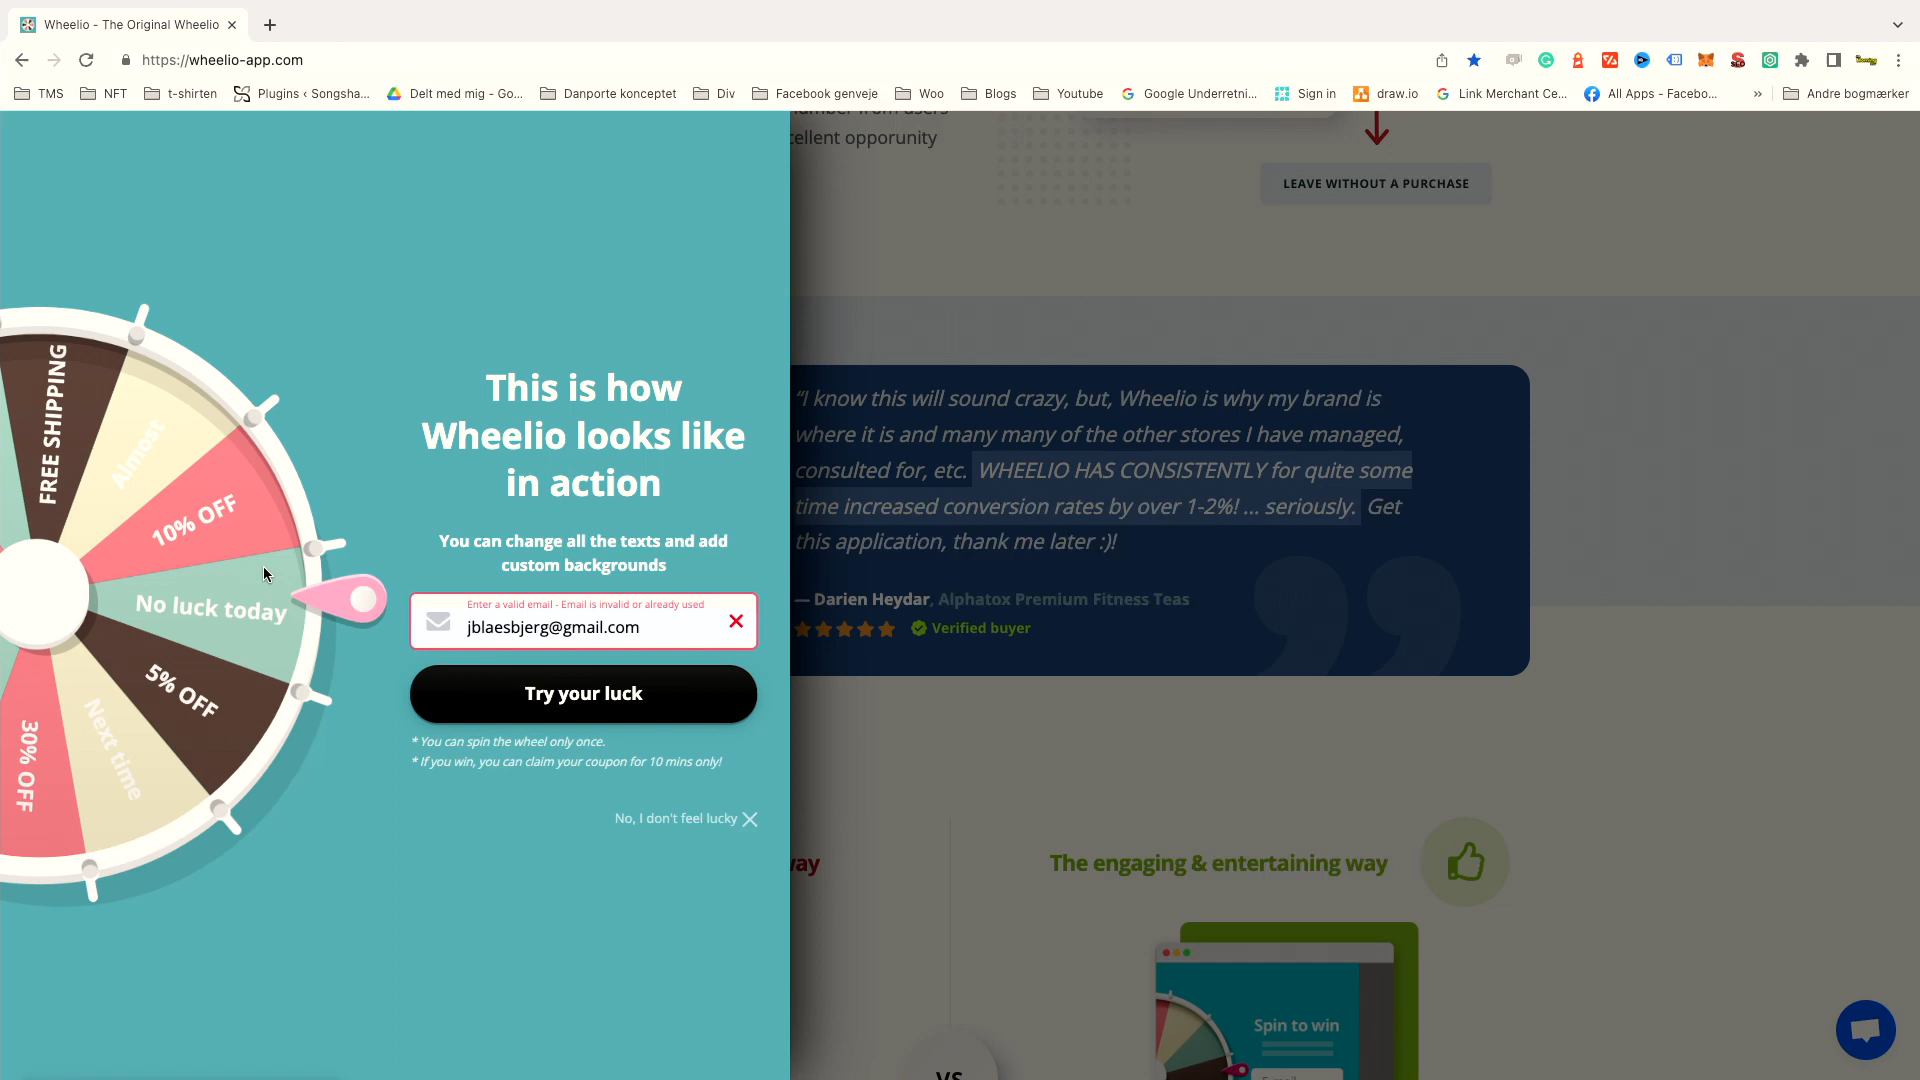 Wheelio - The Original Wheelio
https://wheelio-app.com
TMS NFT t-shirten Plugins ‹ Songsha... Delt med mig - Go... Danporte konceptet Div Facebook genveje Woo Blogs Youtube Google Underretni... Sign in draw.io Link Merchant Ce... All Apps - Facebo... » Andre bogmærker
cellent opporunity
LEAVE WITHOUT A PURCHASE
FREE SHIPPING
Almost
10% OFF
No luck today
5% OFF
Next time
30% OFF
This is how
Wheelio looks like
in action
You can change all the texts and add
custom backgrounds
Enter a valid email - Email is invalid or already used
jblaesbjerg@gmail.com
Try your luck
* You can spin the wheel only once.
* If you win, you can claim your coupon for 10 mins only!
No, I don't feel lucky
“I know this will sound crazy, but, Wheelio is why my brand is
where it is and many many of the other stores I have managed,
consulted for, etc. WHEELIO HAS CONSISTENTLY for quite some
time increased conversion rates by over 1-2%! ... seriously. Get
this application, thank me later :)!
— Darien Heydar, Alphatox Premium Fitness Teas
Verified buyer
way
The engaging & entertaining way
VS
Spin to win